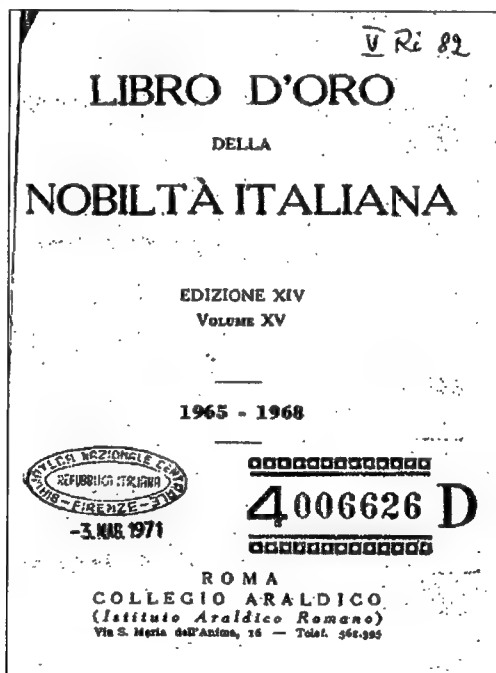 V Ri 82
LIBRO D'ORO
DELLA
NOBILTÀ ITALIANA
EDIZIONE XIV
VOLUME XV
1965 - 1968
BIBLIOTECA NAZIONALE CENTRALE
REPUBBLICA ITALIANA
- FIRENZE -
-3. MAR. 1971
4006626 D
ROMA
COLLEGIO ARALDICO
(Istituto Araldico Romano)
Via S. Maria dell'Anima, 16 — Telef. 561.395